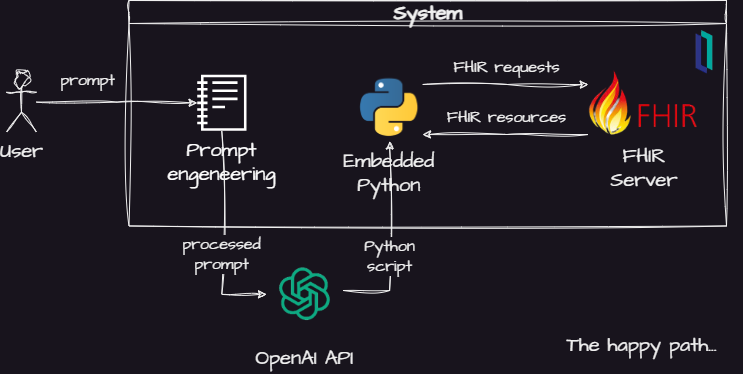 System
prompt
User
Prompt
engeneering
Embedded
Python
FHIR requests
FHIR resources
FHIR
FHIR
Server
processed
prompt
Python
script
OpenAI API
The happy path...